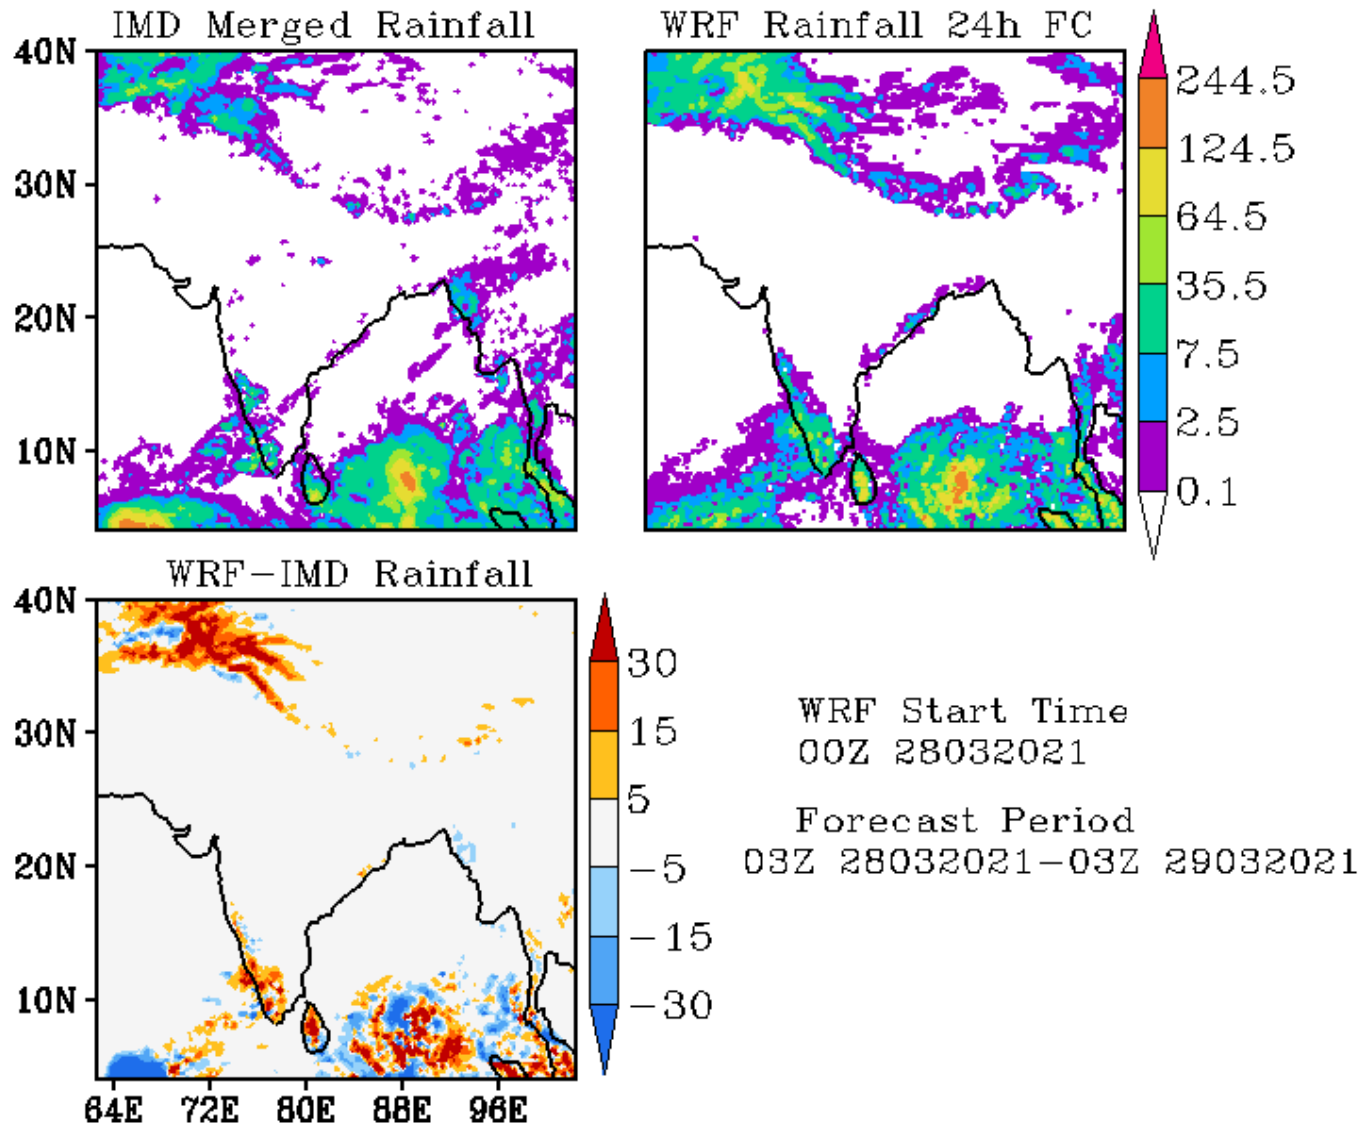 IMD Merged Rainfall
WRF Rainfall 24h FC
40N
30N
20N
10N
244.5
124.5
64.5
35.5
7.5
2.5
0.1
WRF-IMD Rainfall
40N
30N
20N
10N
64E 72E 80E 88E 96E
30
15
5
-5
-15
-30
WRF Start Time
00Z 28032021
Forecast Period
03Z 28032021-03Z 29032021